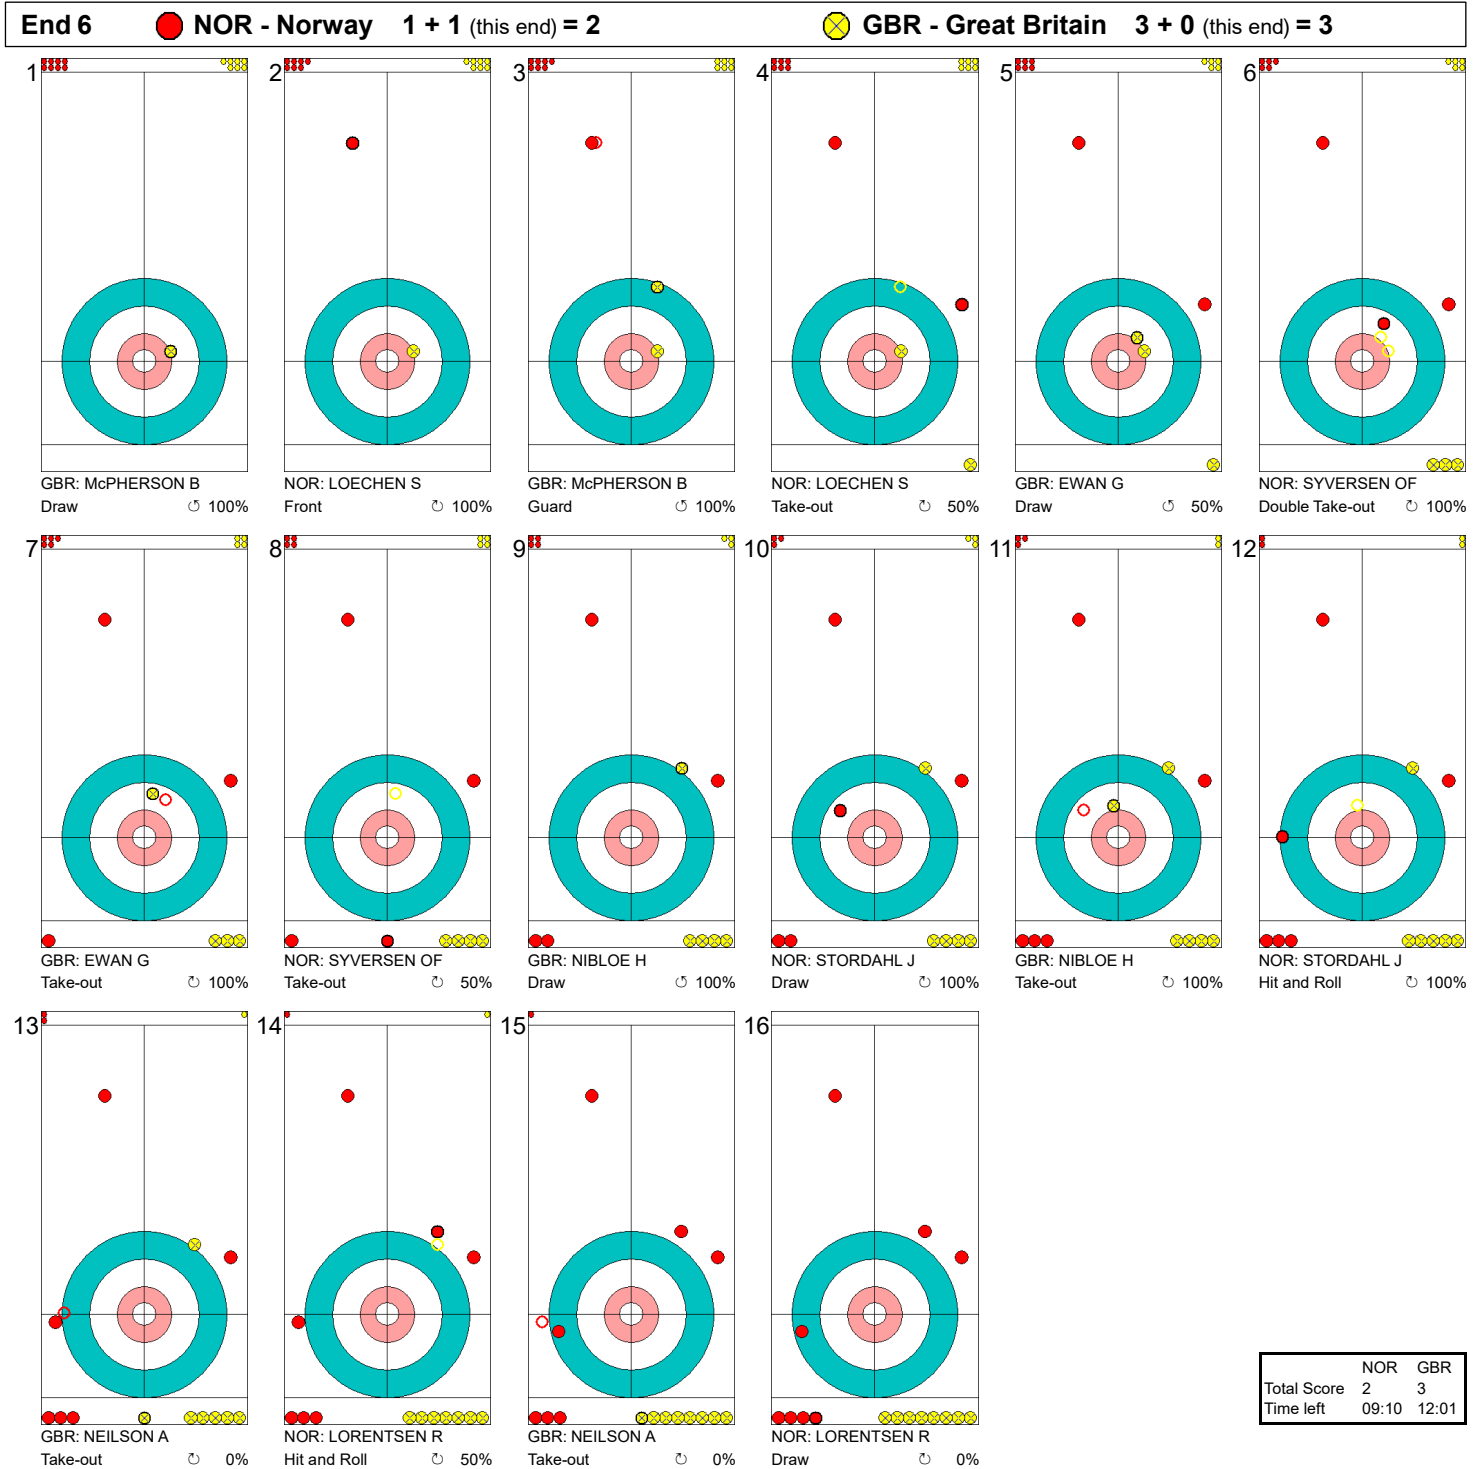 End 6 NOR - Norway 1 + 1 (this end) = 2 GBR - Great Britain 3 + 0 (this end) = 3
1 2 3 4 5 6
GBR: McPHERSON B NOR: LOECHEN S GBR: McPHERSON B NOR: LOECHEN S GBR: EWAN G NOR: SYVERSEN OF
Draw ↺ 100% Front ↻ 100% Guard ↺ 100% Take-out ↻ 50% Draw ↺ 50% Double Take-out ↻ 100%
7 8 9 10 11 12
GBR: EWAN G NOR: SYVERSEN OF GBR: NIBLOE H NOR: STORDAHL J GBR: NIBLOE H NOR: STORDAHL J
Take-out ↻ 100% Take-out ↻ 50% Draw ↺ 100% Draw ↻ 100% Take-out ↻ 100% Hit and Roll ↻ 100%
13 14 15 16
GBR: NEILSON A NOR: LORENTSEN R GBR: NEILSON A NOR: LORENTSEN R
Take-out ↻ 0% Hit and Roll ↻ 50% Take-out ↻ 0% Draw ↻ 0%
NOR GBR
Total Score 2 3
Time left 09:10 12:01